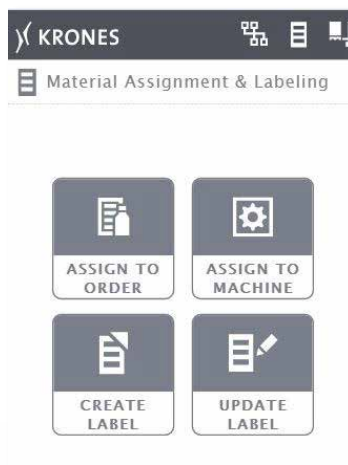 KRONES
Material Assignment & Labeling
ASSIGN TO
ORDER
ASSIGN TO
MACHINE
CREATE
LABEL
UPDATE
LABEL